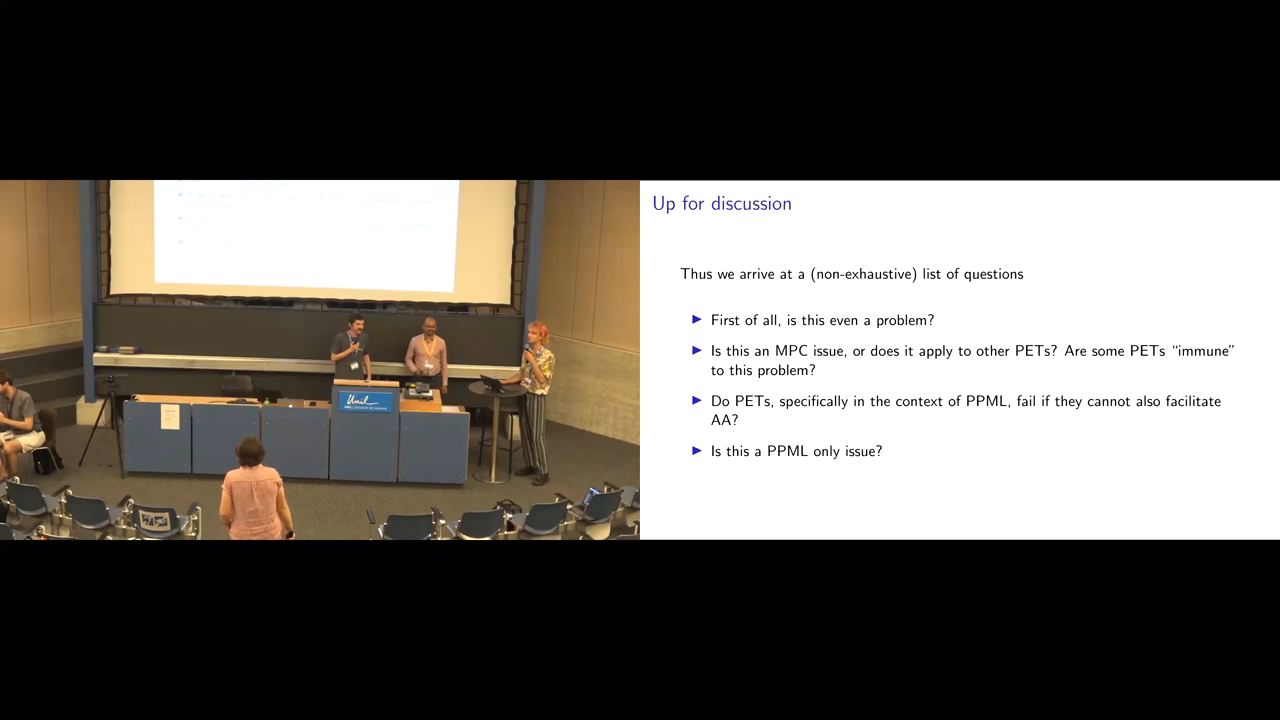 Up for discussion
Thus we arrive at a (non-exhaustive) list of questions
First of all, is this even a problem?
Is this an MPC issue, or does it apply to other PETs? Are some PETs “immune”
to this problem?
Do PETs, specifically in the context of PPML, fail if they cannot also facilitate
AA?
Is this a PPML only issue?
Unil